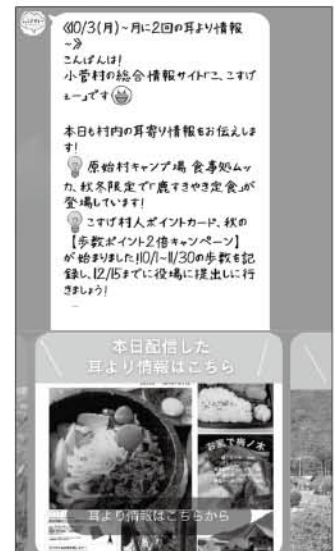 《10/3(月)~月に2回の耳より情報
~》
こんばんは!
小菅村の総合情報サイト「こ、こすげ
ぇー」です
本日も村内の耳寄り情報をお伝えしま
す!
原始村キャンプ場 食事処ムッ
カ、秋冬限定で「鹿すきやき定食」が
登場しています!
こすげ村人ポイントカード、秋の
【歩数ポイント2倍キャンペーン】
が始まりました!10/1~11/30の歩数を記
録し、12/15までに役場に提出しに行
きましょう!
本日配信した
耳より情報はこちら
お家で梅ノ木
耳より情報はこちらから